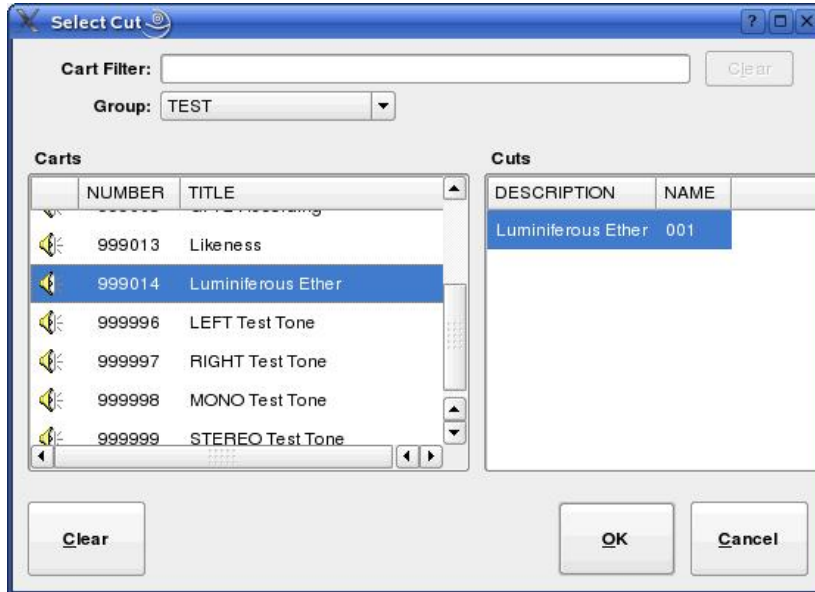 Select Cut
Cart Filter: Clear
Group: TEST
Carts
NUMBER TITLE
999013 Likeness
999014 Luminiferous Ether
999996 LEFT Test Tone
999997 RIGHT Test Tone
999998 MONO Test Tone
999999 STEREO Test Tone
Cuts
DESCRIPTION NAME
Luminiferous Ether 001
Clear OK Cancel